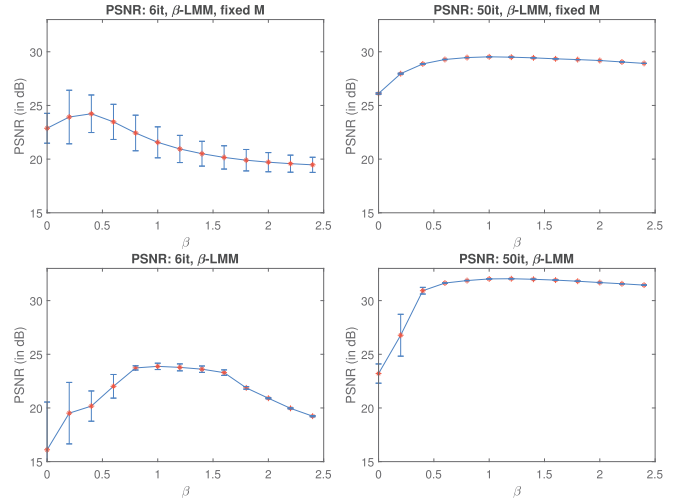 PSNR: 6it, β-LMM, fixed M
PSNR (in dB)
30
25
20
15
0 0.5 1 1.5 2 2.5
β
PSNR: 50it, β-LMM, fixed M
PSNR (in dB)
30
25
20
15
0 0.5 1 1.5 2 2.5
β
PSNR: 6it, β-LMM
PSNR (in dB)
30
25
20
15
0 0.5 1 1.5 2 2.5
β
PSNR: 50it, β-LMM
PSNR (in dB)
30
25
20
15
0 0.5 1 1.5 2 2.5
β